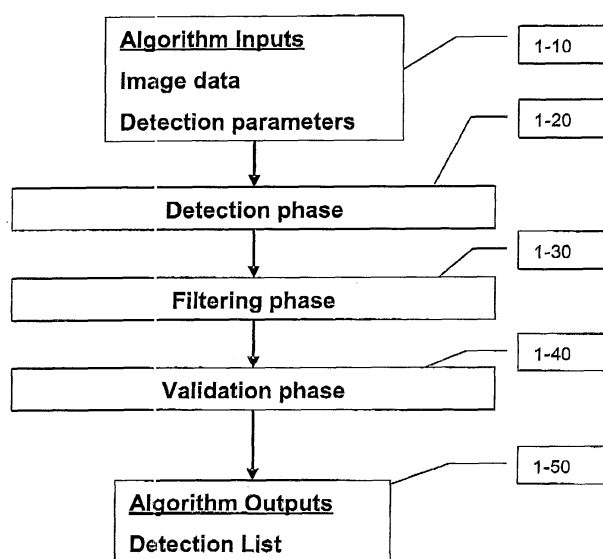 Algorithm Inputs
Image data
Detection parameters
1-10
1-20
Detection phase
1-30
Filtering phase
1-40
Validation phase
1-50
Algorithm Outputs
Detection List